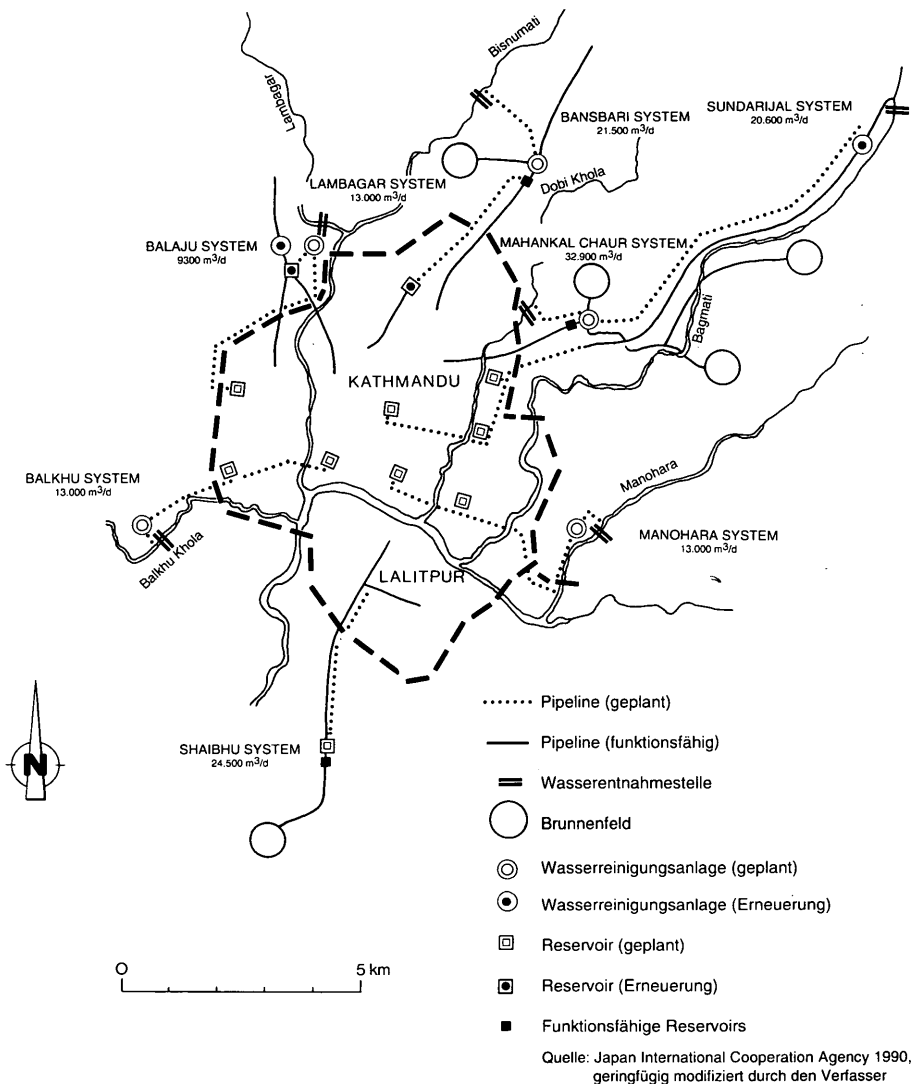 Bisnumati
Lambagar
BANSBARI SYSTEM
21.500 m³/d
SUNDARIJAL SYSTEM
20.600 m³/d
LAMBAGAR SYSTEM
13.000 m³/d
Dobi Khola
BALAJU SYSTEM
9300 m³/d
MAHANKAL CHAUR SYSTEM
32.900 m³/d
Bagmati
KATHMANDU
BALKHU SYSTEM
13.000 m³/d
Manohara
Balkhu Khola
MANOHARA SYSTEM
13.000 m³/d
LALITPUR
SHAIBHU SYSTEM
24.500 m³/d
N
Pipeline (geplant)
Pipeline (funktionsfähig)
Wasserentnahmestelle
Brunnenfeld
Wasserreinigungsanlage (geplant)
Wasserreinigungsanlage (Erneuerung)
Reservoir (geplant)
Reservoir (Erneuerung)
Funktionsfähige Reservoirs
O 5 km
Quelle: Japan International Cooperation Agency 1990,
geringfügig modifiziert durch den Verfasser